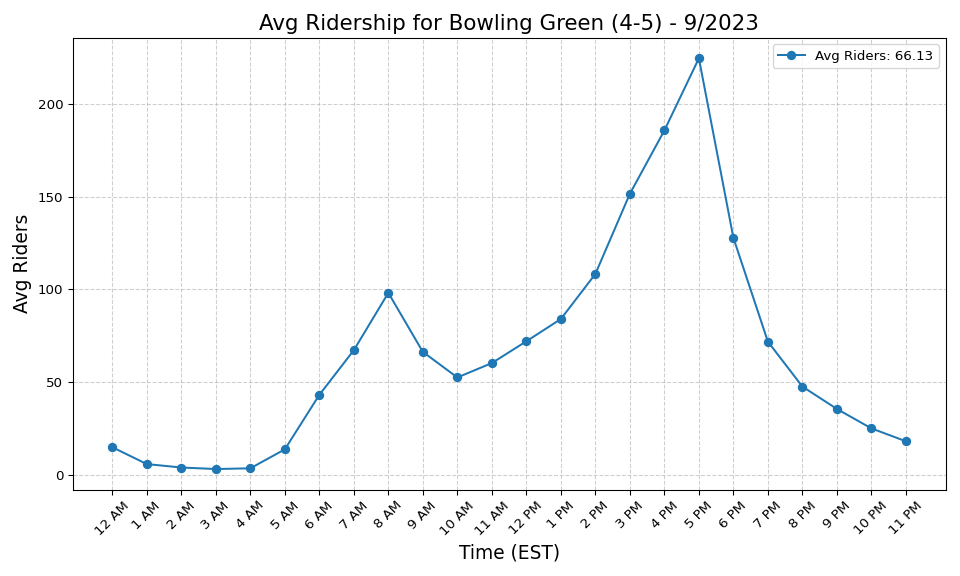 Avg Ridership for Bowling Green (4-5) - 9/2023
Avg Riders: 66.13
Avg Riders
200
150
100
50
0
12 AM 1 AM 2 AM 3 AM 4 AM 5 AM 6 AM 7 AM 8 AM 9 AM 10 AM 11 AM 12 PM 1 PM 2 PM 3 PM 4 PM 5 PM 6 PM 7 PM 8 PM 9 PM 10 PM 11 PM
Time (EST)